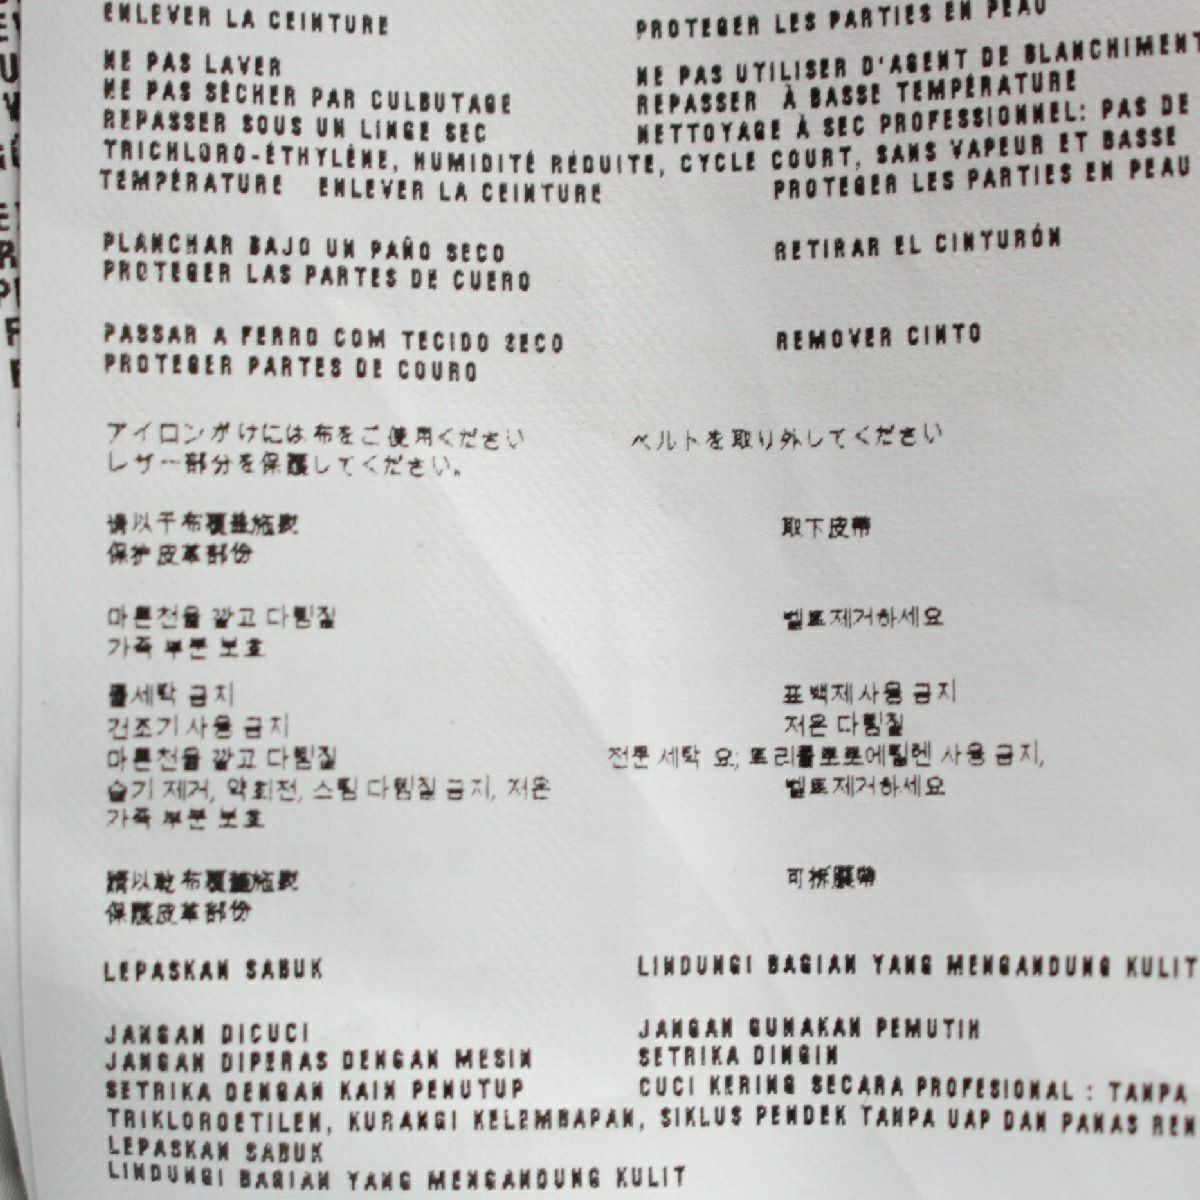 ENLEVER LA CEINTURE PROTEGER LES PARTIES EN PEAU
NE PAS LAVER NE PAS UTILISER D'AGENT DE BLANCHIMENT
NE PAS SÉCHER PAR CULBUTAGE REPASSER À BASSE TEMPÉRATURE
REPASSER SOUS UN LINGE SEC NETTOYAGE À SEC PROFESSIONNEL: PAS DE
TRICHLORO-ÉTHYLÈNE, HUMIDITÉ RÉDUITE, CYCLE COURT, SANS VAPEUR ET BASSE
TEMPÉRATURE ENLEVER LA CEINTURE PROTEGER LES PARTIES EN PEAU
PLANCHAR BAJO UN PAÑO SECO RETIRAR EL CINTURÓN
PROTEGER LAS PARTES DE CUERO
PASSAR A FERRO COM TECIDO SECO REMOVER CINTO
PROTEGER PARTES DE COURO
アイロンがけには布をご使用ください ベルトを取り外してください
レザー部分を保護してください。
请以干布覆盖施熨 取下皮帶
保护皮革部份
마른천을 깔고 다림질 벨트제거하세요
가죽 부분 보호
물세탁 금지 표백제사용 금지
건조기사용 금지 저온 다림질
마른천을 깔고 다림질 전문세탁 요; 트리클로로에틸렌 사용 금지,
습기 제거, 약회전, 스팀 다림질 금지, 저온 벨트제거하세요
가죽 부분 보호
請以乾布覆蓋施熨 可拆腰帶
保護皮革部份
LEPASKAN SABUK LINDUNGI BAGIAN YANG MENGANDUNG KULIT
JANGAN DICUCI JANGAN GUNAKAN PEMUTIH
JANGAN DIPERAS DENGAN MESIN SETRIKA DINGIN
SETRIKA DENGAN KAIN PENUTUP CUCI KERING SECARA PROFESIONAL : TANPA
TRIKLOROETILEN, KURANGI KELEMBAPAN, SIKLUS PENDEK TANPA UAP DAN PANAS REN
LEPASKAN SABUK
LINDUNGI BAGIAN YANG MENGANDUNG KULIT